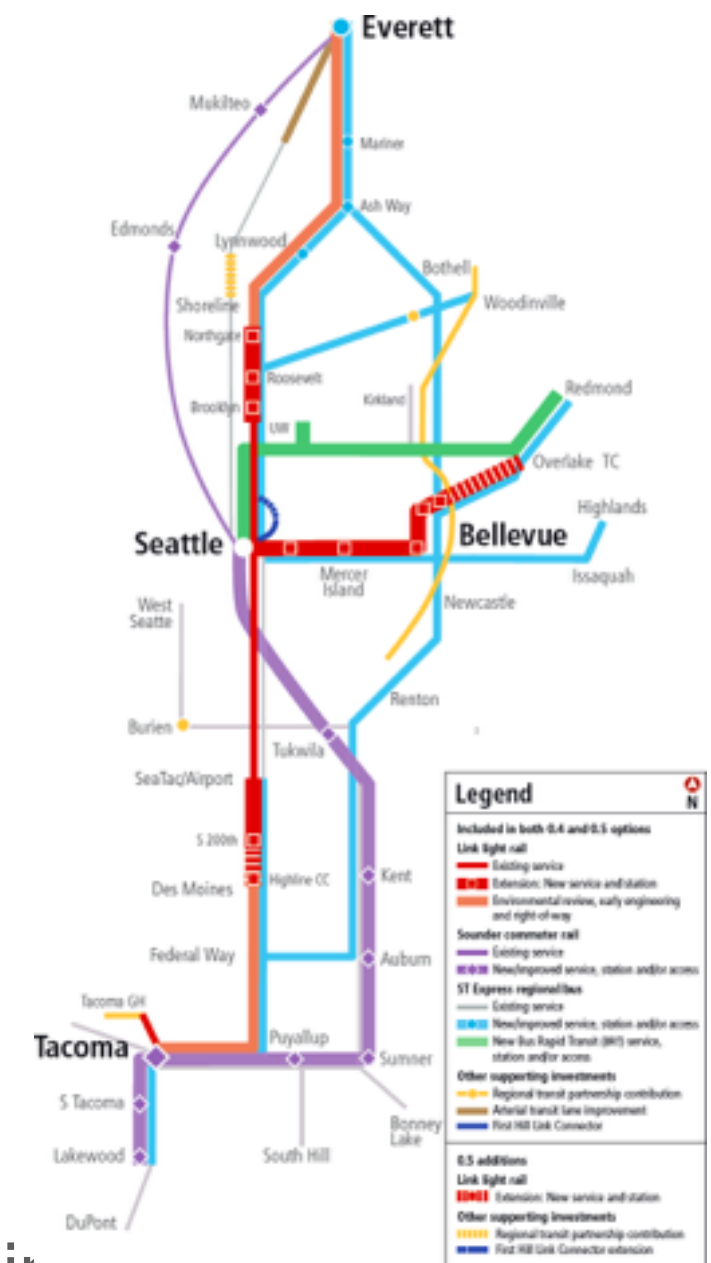 Everett
Mukilteo
Mariner
Ash Way
Edmonds
Lynnwood
Bothell
Shoreline
Woodinville
Northgate
Roosevelt
Redmond
Kirkland
Brooklyn
UW
Overlake TC
Highlands
Seattle
Bellevue
Mercer
Island
Issaquah
West
Seatte
Newcastle
Renton
Burien
Tukwila
SeaTac/Airport
S 200th
Highline CC
Kent
Des Moines
Federal Way
Auburn
Tacoma GH
Puyallup
Tacoma
Sumner
S Tacoma
Bonney
Lake
Lakewood
South Hill
DuPont
Legend
N
Included in both 0.4 and 0.5 options
Link light rail
Existing service
Extension: New service and station
Environmental review, early engineering
and right-of-way
Sounder commuter rail
Existing service
New/improved service, station and/or access
ST Express regional bus
Existing service
New/improved service, station and/or access
New Bus Rapid Transit (BRT) service,
station and/or access
Other supporting investments
Regional transit partnership contribution
Arterial transit lane improvement
First Hill Link Connector
0.5 additions
Link light rail
Extension: New service and station
Other supporting investments
Regional transit partnership contribution
First Hill Link Connector extension